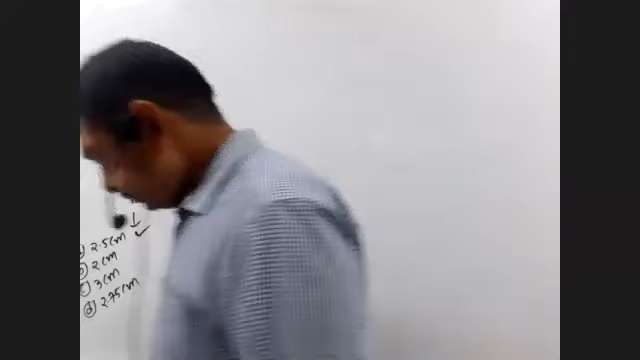 a) 2.5cm ✓
b) 2cm
c) 3cm
d) 2.75cm